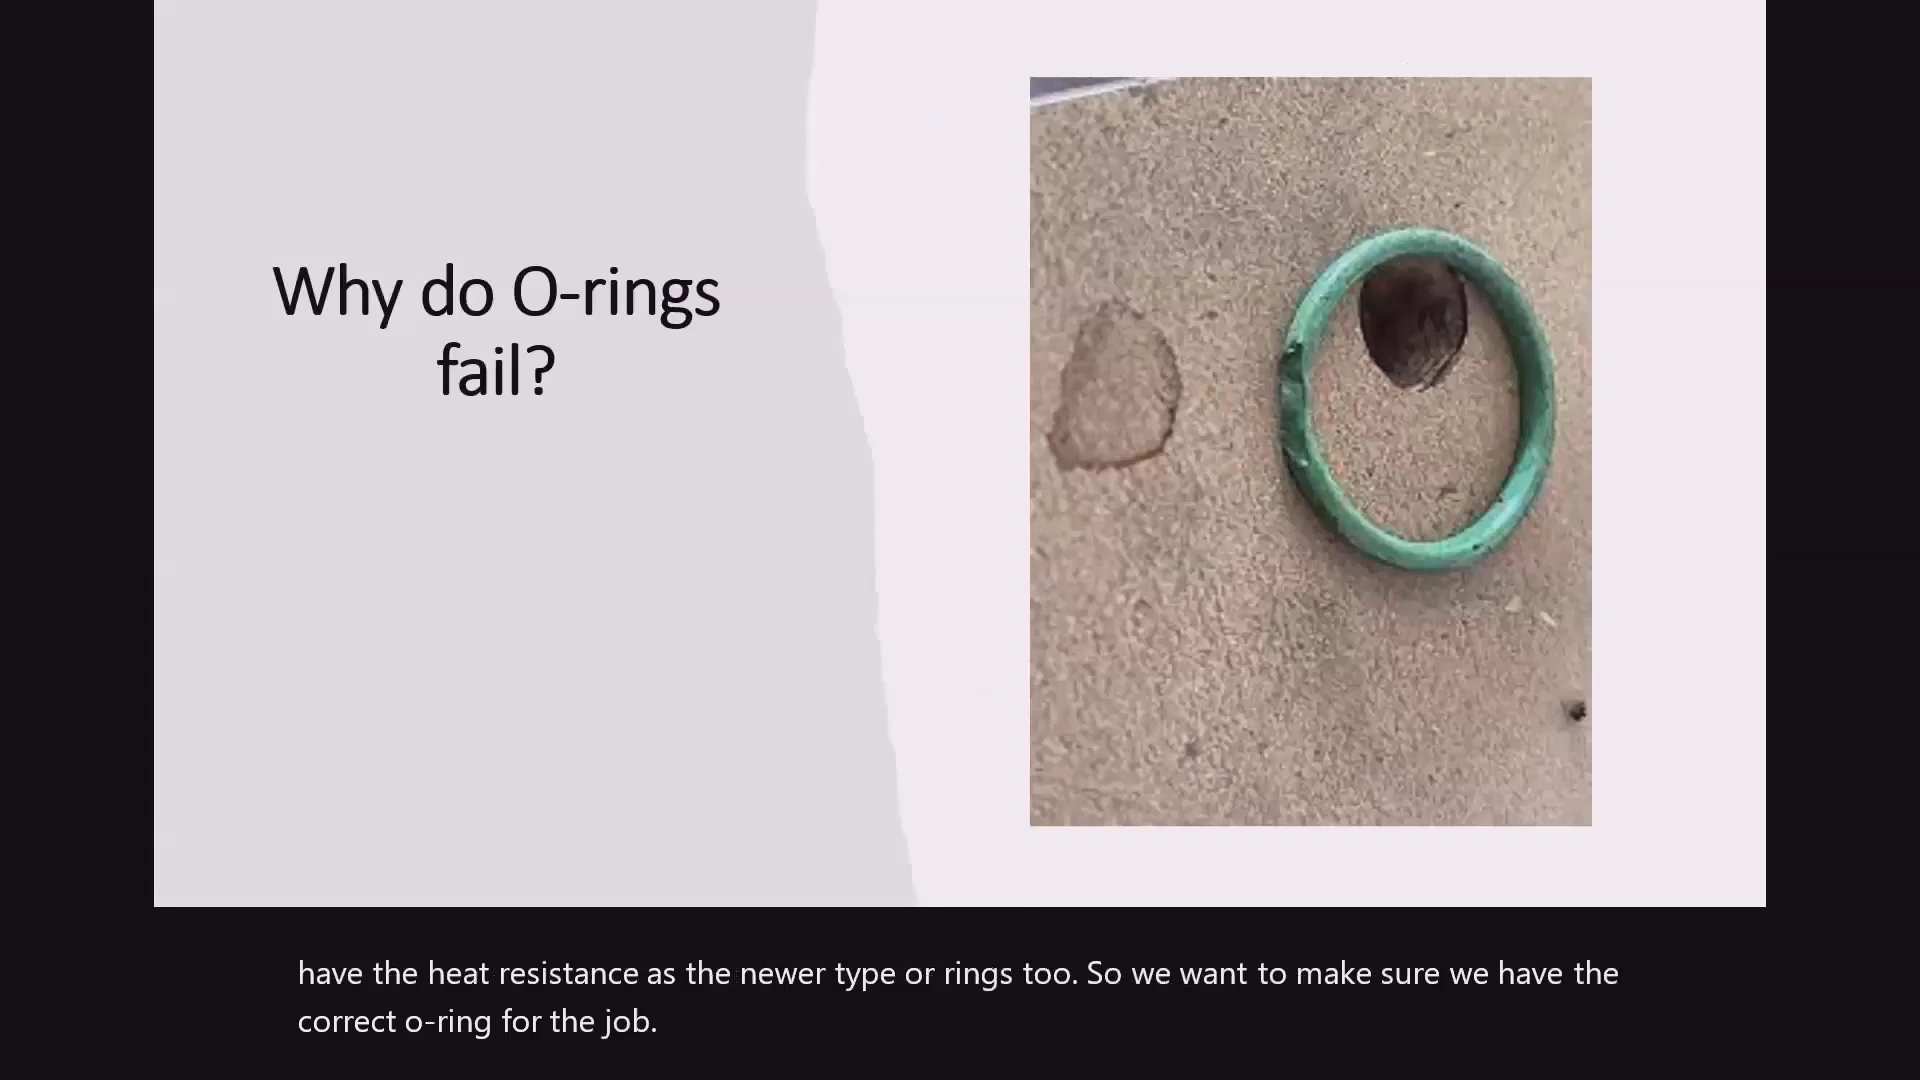 Why do O-rings
fail?
have the heat resistance as the newer type or rings too. So we want to make sure we have the
correct o-ring for the job.